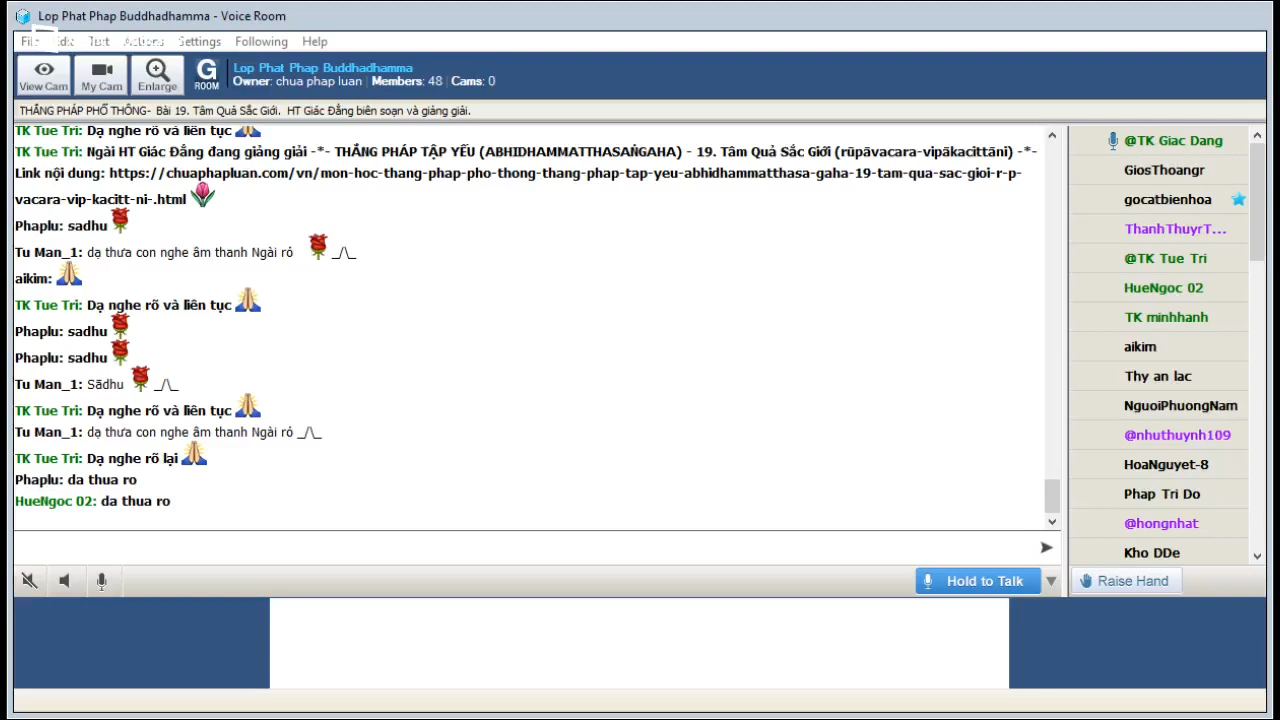 Lop Phat Phap Buddhadhamma - Voice Room
Text Actions Settings Following Help
View Cam My Cam Enlarge G ROOM
Lop Phat Phap Buddhadhamma
Owner: chua phap luan Members: 48 Cams: 0
THẮNG PHÁP PHỔ THÔNG- Bài 19. Tâm Quả Sắc Giới. HT Giác Đẳng biên soạn và giảng giải.
TK Tue Tri: Dạ nghe rõ và liên tục
TK Tue Tri: Ngài HT Giác Đẳng đang giảng giải -*- THẮNG PHÁP TẬP YẾU (ABHIDHAMMATTHASAṄGAHA) - 19. Tâm Quả Sắc Giới (rūpāvacara-vipākacittāni) -*-
Link nội dung: https://chuaphapluan.com/vn/mon-hoc-thang-phap-pho-thong-thang-phap-tap-yeu-abhidhammatthasa-gaha-19-tam-qua-sac-gioi-r-p-
vacara-vip-kacitt-ni-.html
Phaplu: sadhu
Tu Man_1: dạ thưa con nghe âm thanh Ngài rỏ _/\_
aikim:
TK Tue Tri: Dạ nghe rõ và liên tục
Phaplu: sadhu
Phaplu: sadhu
Tu Man_1: Sādhu _/\_
TK Tue Tri: Dạ nghe rõ và liên tục
Tu Man_1: dạ thưa con nghe âm thanh Ngài rỏ _/\_
TK Tue Tri: Dạ nghe rõ lại
Phaplu: da thua ro
HueNgoc 02: da thua ro
@TK Giac Dang
GiosThoangr
gocatbienhoa
ThanhThuyrT...
@TK Tue Tri
HueNgoc 02
TK minhhanh
aikim
Thy an lac
NguoiPhuongNam
@nhuthuynh109
HoaNguyet-8
Phap Tri Do
@hongnhat
Kho DDe
Hold to Talk
Raise Hand